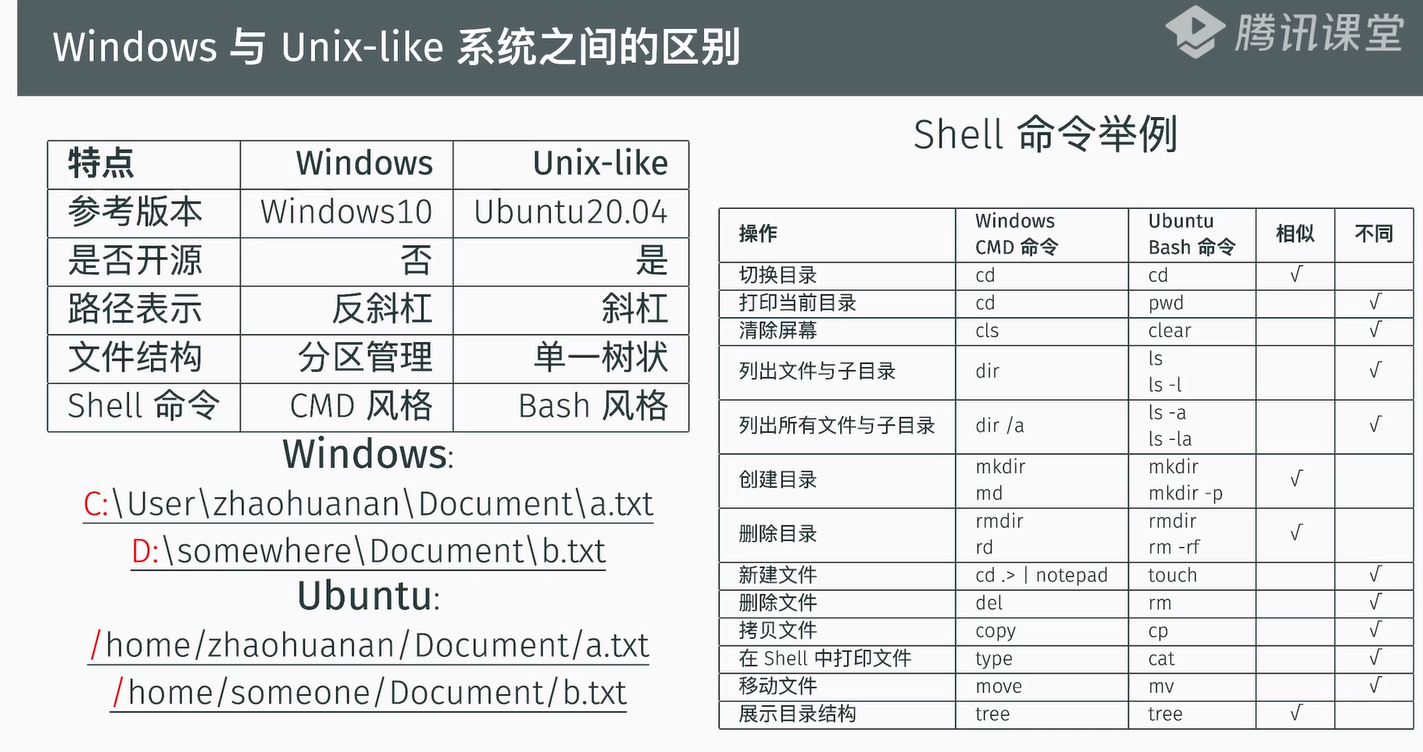 Windows 与 Unix-like 系统之间的区别
腾讯课堂
特点 Windows Unix-like
参考版本 Windows10 Ubuntu20.04
是否开源 否 是
路径表示 反斜杠 斜杠
文件结构 分区管理 单一树状
Shell 命令 CMD 风格 Bash 风格
Windows:
C:\User\zhaohuanan\Document\a.txt
D:\somewhere\Document\b.txt
Ubuntu:
/home/zhaohuanan/Document/a.txt
/home/someone/Document/b.txt
Shell 命令举例
操作 Windows CMD 命令 Ubuntu Bash 命令 相似 不同
切换目录 cd cd √
打印当前目录 cd pwd √
清除屏幕 cls clear √
列出文件与子目录 dir ls ls -l √
列出所有文件与子目录 dir /a ls -a ls -la √
创建目录 mkdir md mkdir mkdir -p √
删除目录 rmdir rd rmdir rm -rf √
新建文件 cd .> | notepad touch √
删除文件 del rm √
拷贝文件 copy cp √
在 Shell 中打印文件 type cat √
移动文件 move mv √
展示目录结构 tree tree √